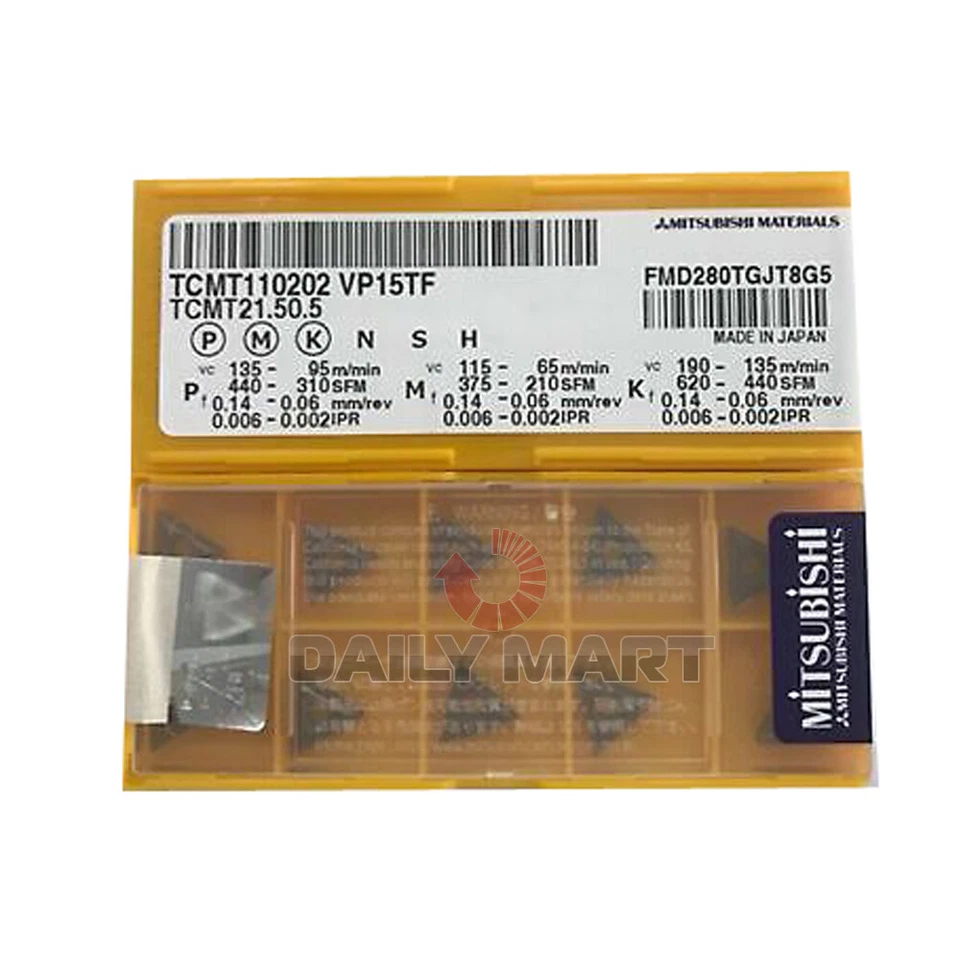 MITSUBISHI MATERIALS
TCMT110202 VP15TF
TCMT21.50.5
FMD280TGJT8G5
MADE IN JAPAN
P M K N S H
P vc 135 - 95 m/min
440 - 310 SFM
f 0.14 - 0.06 mm/rev
0.006 - 0.002 IPR
M vc 115 - 65 m/min
375 - 210 SFM
f 0.14 - 0.06 mm/rev
0.006 - 0.002 IPR
K vc 190 - 135 m/min
620 - 440 SFM
f 0.14 - 0.06 mm/rev
0.006 - 0.002 IPR
WARNING
DAILY MART
MITSUBISHI
MITSUBISHI MATERIALS